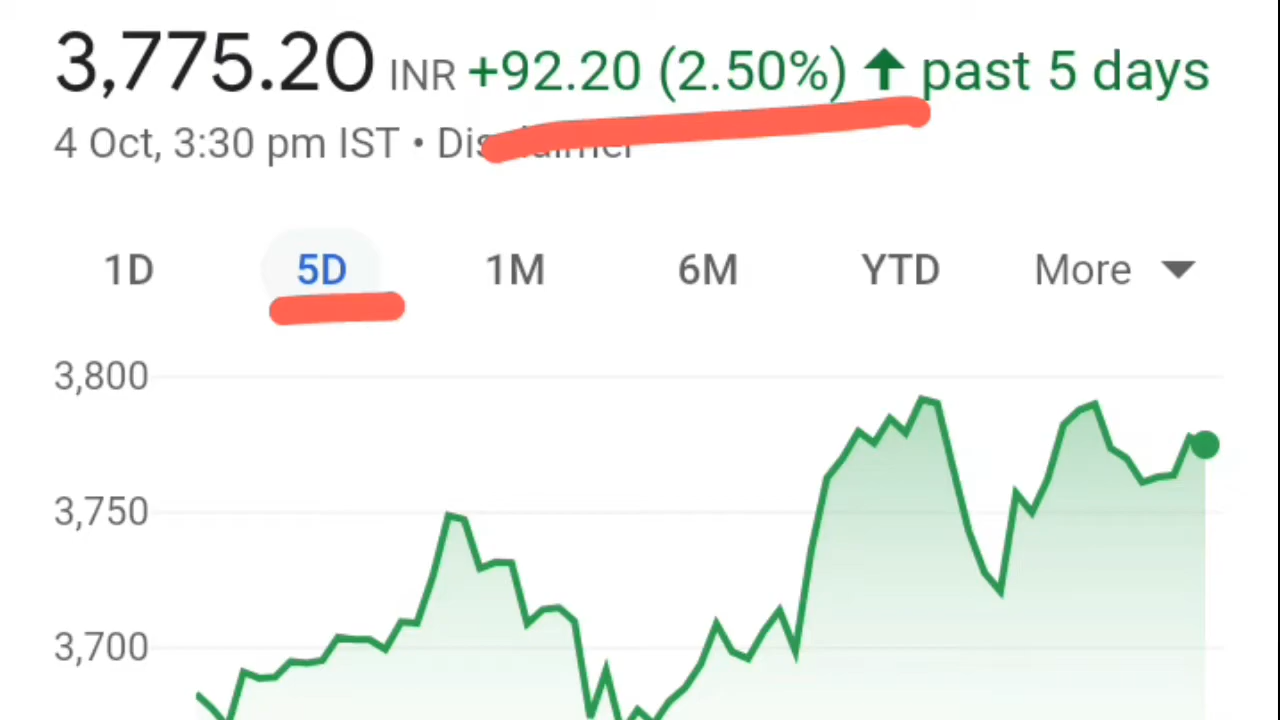 3,775.20 INR +92.20 (2.50%) ↑ past 5 days
4 Oct, 3:30 pm IST • Disclaimer
1D 5D 1M 6M YTD More
3,800
3,750
3,700